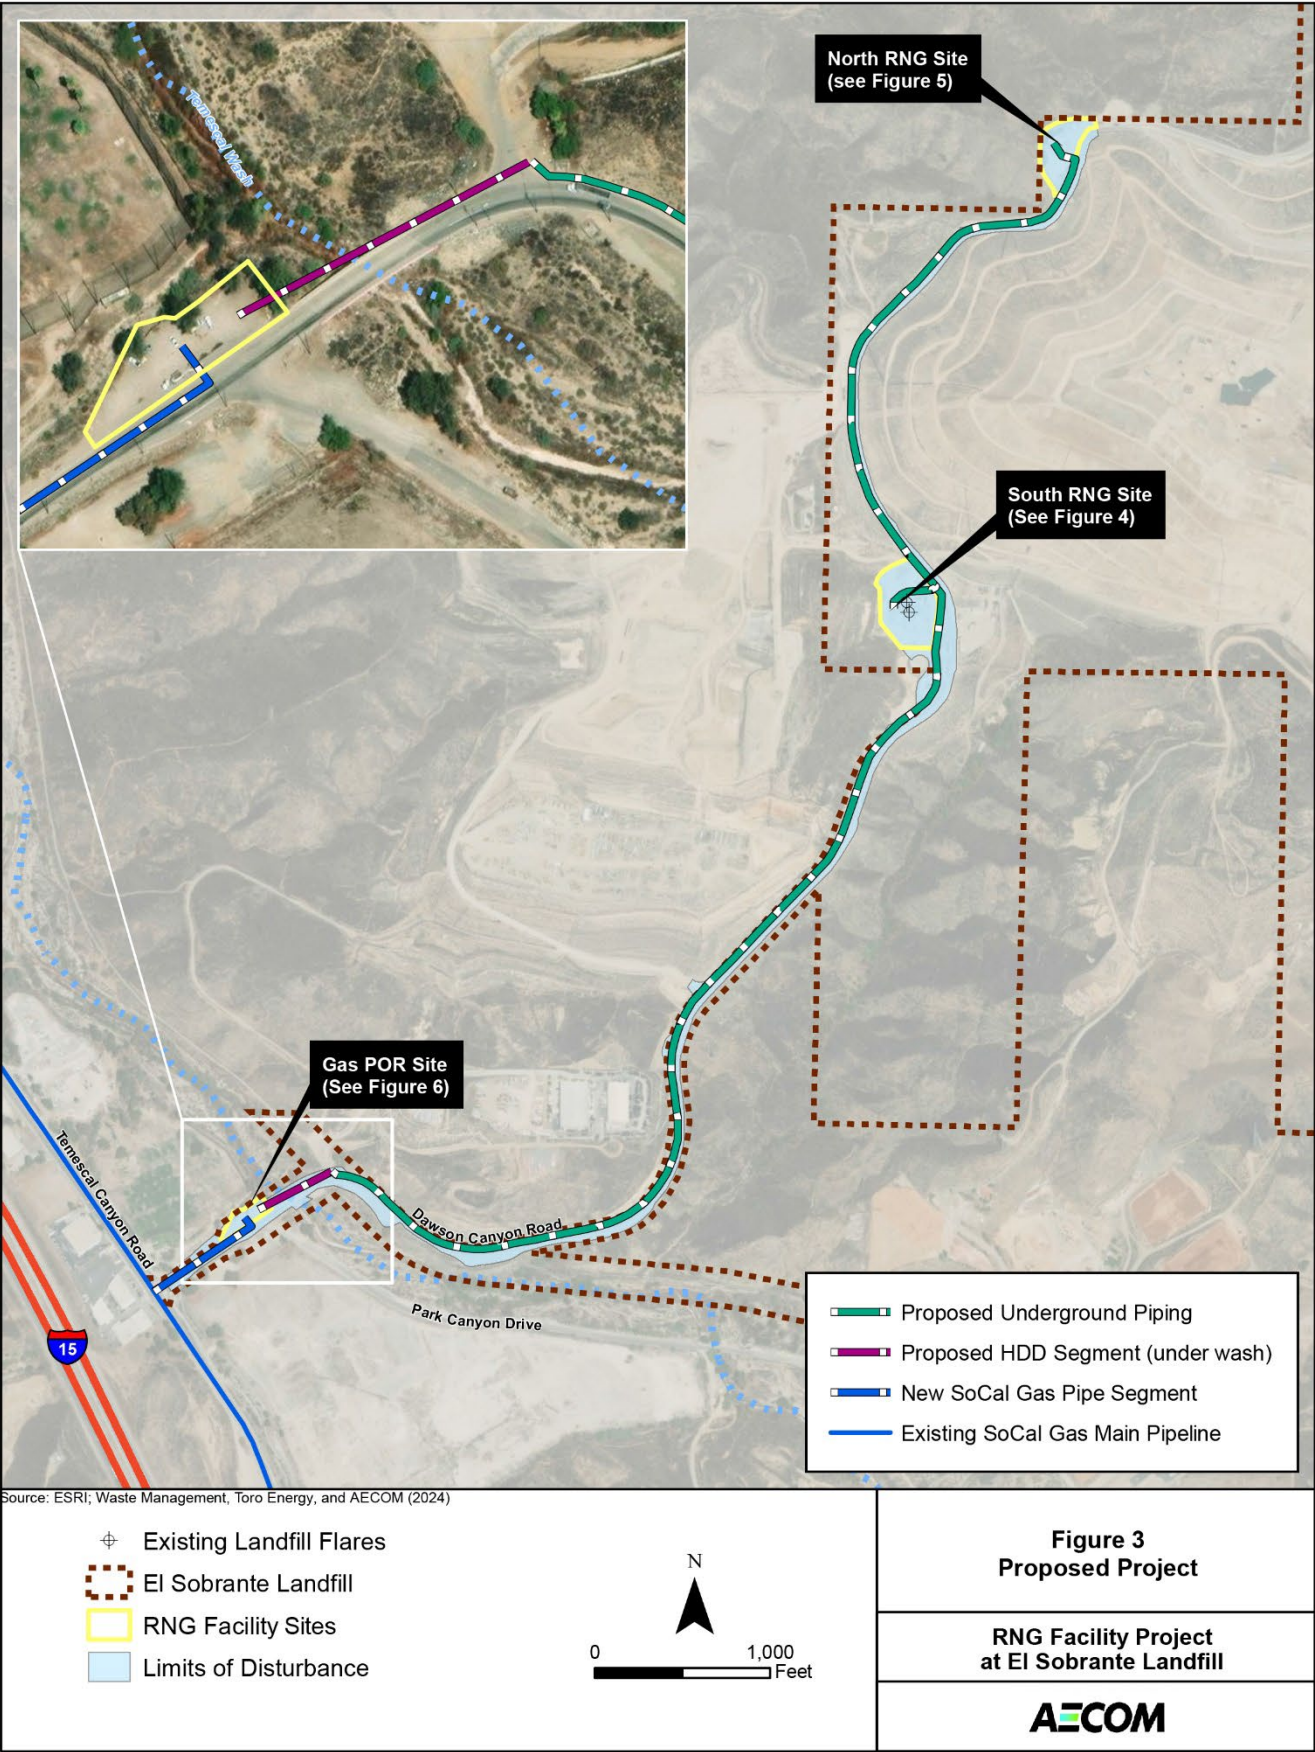 Temescal Wash
North RNG Site
(see Figure 5)
South RNG Site
(See Figure 4)
Gas POR Site
(See Figure 6)
Temescal Canyon Road
Dawson Canyon Road
Park Canyon Drive
15
Proposed Underground Piping
Proposed HDD Segment (under wash)
New SoCal Gas Pipe Segment
Existing SoCal Gas Main Pipeline
Source: ESRI; Waste Management, Toro Energy, and AECOM (2024)
Existing Landfill Flares
El Sobrante Landfill
RNG Facility Sites
Limits of Disturbance
N
0 1,000
Feet
Figure 3
Proposed Project
RNG Facility Project
at El Sobrante Landfill
AECOM